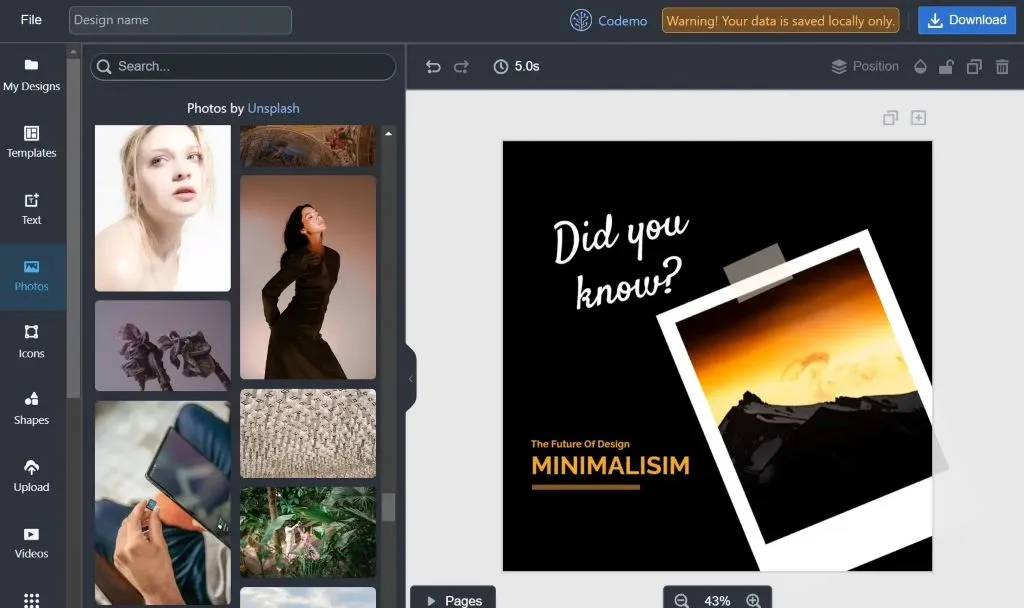 File
Design name
Codemo
Warning! Your data is saved locally only.
Download
My Designs
Templates
Text
Photos
Icons
Shapes
Upload
Videos
Search...
Photos by Unsplash
5.0s
Position
Did you
know?
The Future Of Design
MINIMALISIM
Pages
43%